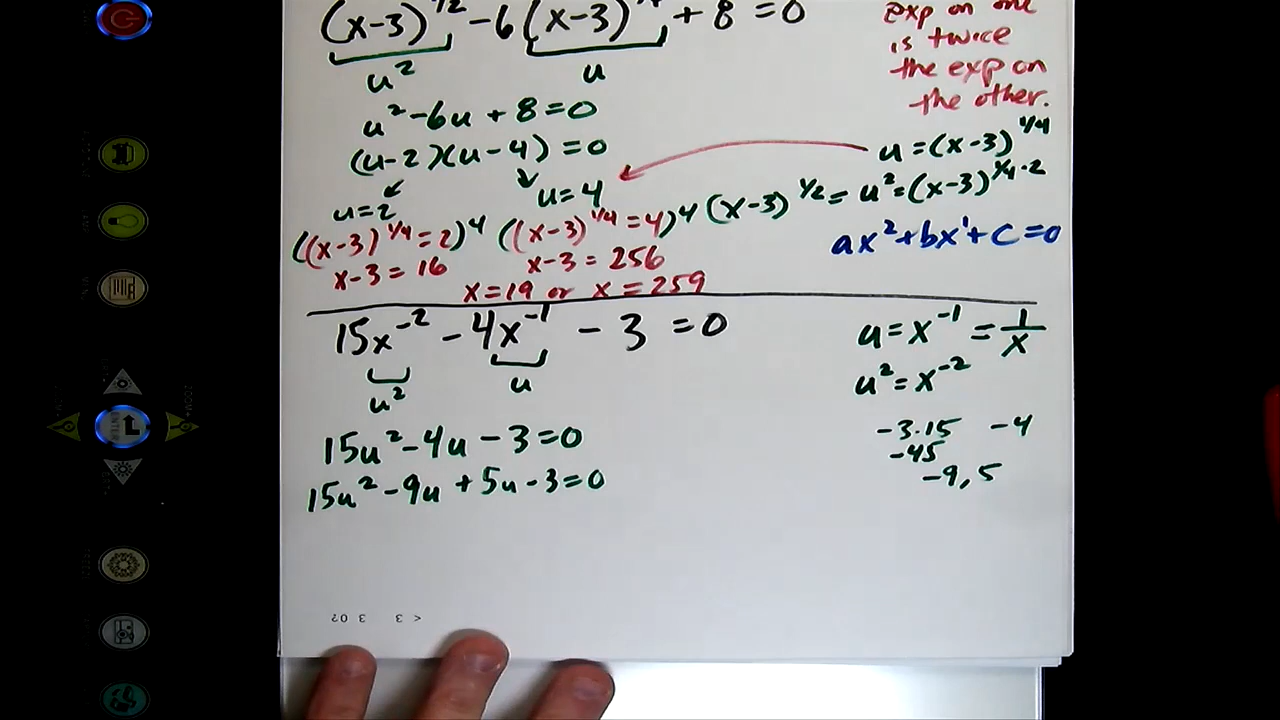 (x-3)^1/2 -6(x-3)^1/4 + 8 = 0
u² u
u² -6u + 8 = 0
(u-2)(u-4) = 0
u=2 u=4
((x-3)^1/4 = 2)^4 ((x-3)^1/4 = 4)^4
x-3 = 16 x-3 = 256
x=19 or x=259
exp on one
is twice
the exp on
the other.
u = (x-3)^1/4
(x-3)^1/2 = u² = (x-3)^1/4·2
ax² + bx¹ + c = 0
15x^-2 - 4x^-1 - 3 = 0
u² u
15u² - 4u - 3 = 0
15u² - 9u + 5u - 3 = 0
u = x^-1 = 1/x
u² = x^-2
-3·15 -4
-45
-9, 5
ENTER